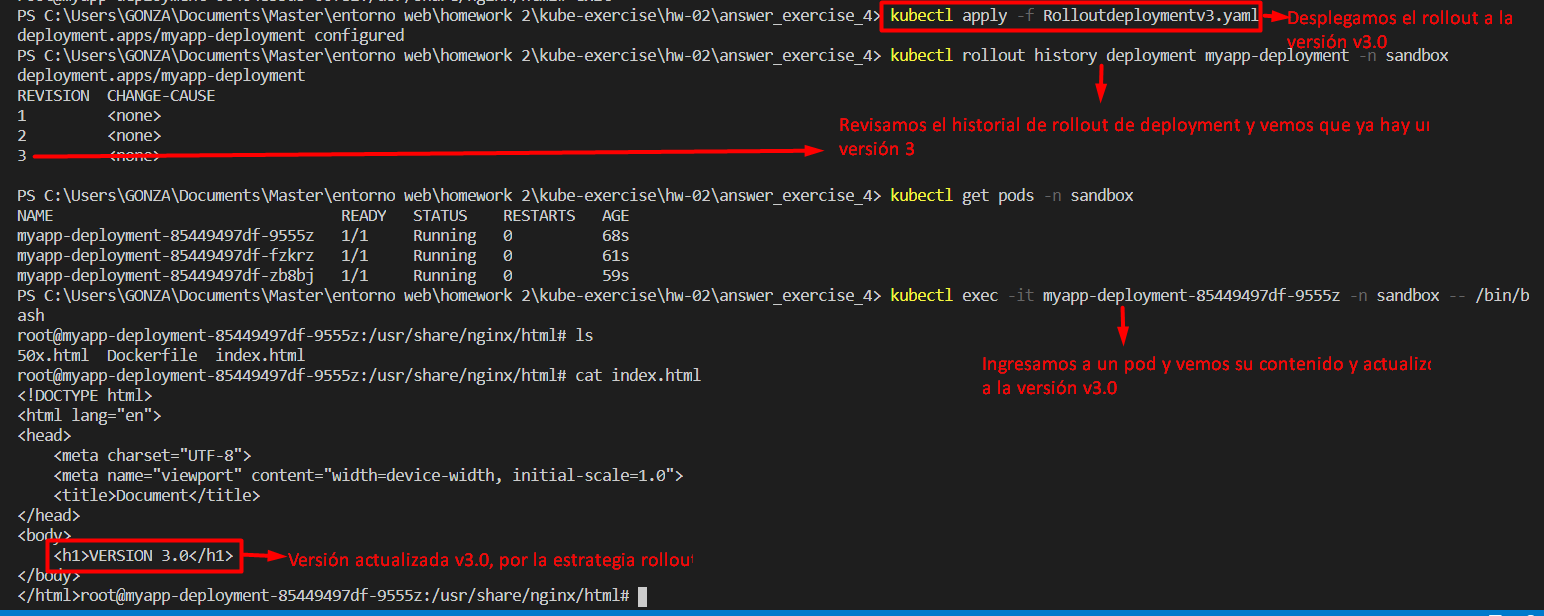 PS C:\Users\GONZA\Documents\Master\entorno web\homework 2\kube-exercise\hw-02\answer_exercise_4> kubectl apply -f Rolloutdeploymentv3.yaml
Desplegamos el rollout a la
versión v3.0
deployment.apps/myapp-deployment configured
PS C:\Users\GONZA\Documents\Master\entorno web\homework 2\kube-exercise\hw-02\answer_exercise_4> kubectl rollout history deployment myapp-deployment -n sandbox
deployment.apps/myapp-deployment
REVISION CHANGE-CAUSE
1 <none>
2 <none>
3 <none>
Revisamos el historial de rollout de deployment y vemos que ya hay
versión 3
PS C:\Users\GONZA\Documents\Master\entorno web\homework 2\kube-exercise\hw-02\answer_exercise_4> kubectl get pods -n sandbox
NAME READY STATUS RESTARTS AGE
myapp-deployment-85449497df-9555z 1/1 Running 0 68s
myapp-deployment-85449497df-fzkrz 1/1 Running 0 61s
myapp-deployment-85449497df-zb8bj 1/1 Running 0 59s
PS C:\Users\GONZA\Documents\Master\entorno web\homework 2\kube-exercise\hw-02\answer_exercise_4> kubectl exec -it myapp-deployment-85449497df-9555z -n sandbox -- /bin/b
ash
root@myapp-deployment-85449497df-9555z:/usr/share/nginx/html# ls
50x.html Dockerfile index.html
root@myapp-deployment-85449497df-9555z:/usr/share/nginx/html# cat index.html
Ingresamos a un pod y vemos su contenido y
a la versión v3.0
<!DOCTYPE html>
<html lang="en">
<head>
<meta charset="UTF-8">
<meta name="viewport" content="width=device-width, initial-scale=1.0">
<title>Document</title>
</head>
<body>
<h1>VERSION 3.0</h1>
Versión actualizada v3.0, por la estrategia rollout
</body>
</html>root@myapp-deployment-85449497df-9555z:/usr/share/nginx/html#